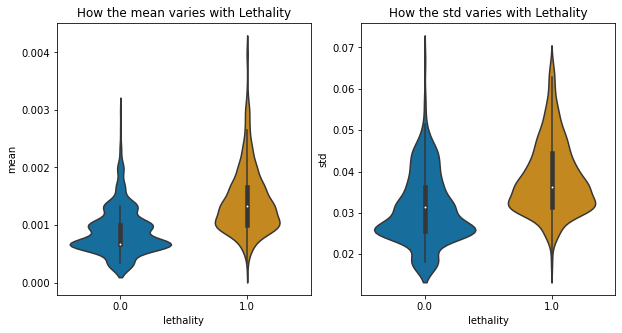 How the mean varies with Lethality
0.004
0.003
0.002
0.001
0.000
mean
0.0
1.0
lethality
How the std varies with Lethality
0.07
0.06
0.05
0.04
0.03
0.02
std
0.0
1.0
lethality